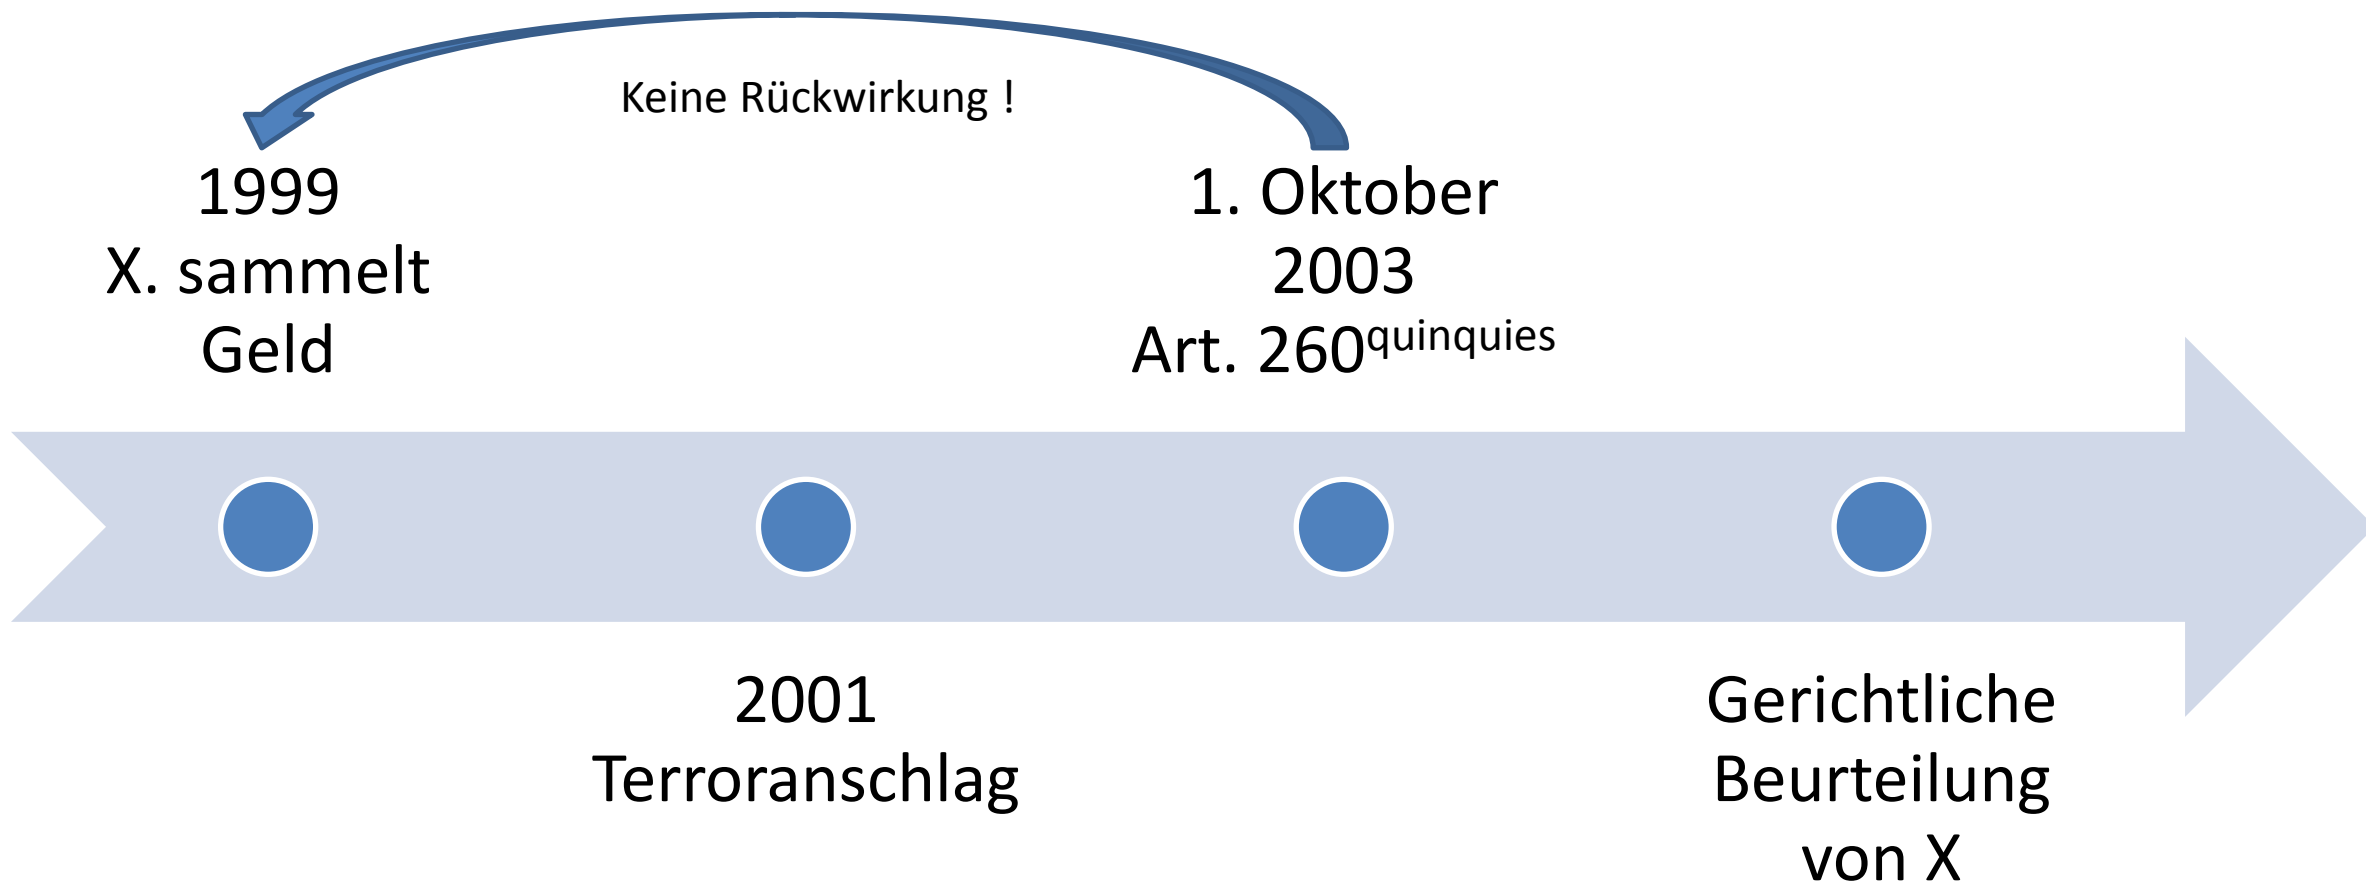 Keine Rückwirkung !
1999
X. sammelt
Geld
1. Oktober
2003
Art. 260quinquies
2001
Terroranschlag
Gerichtliche
Beurteilung
von X